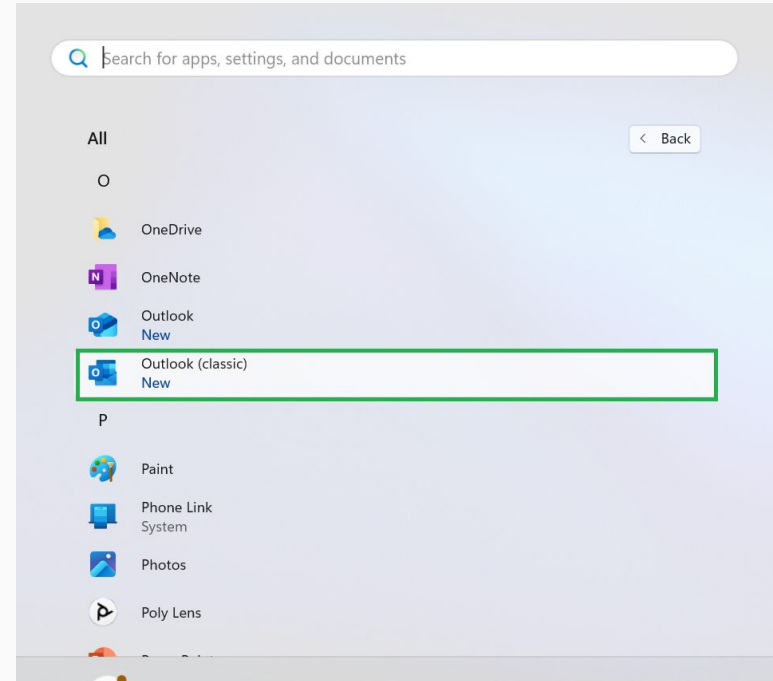 Search for apps, settings, and documents
All
Back
O
OneDrive
OneNote
Outlook
New
Outlook (classic)
New
P
Paint
Phone Link
System
Photos
Poly Lens